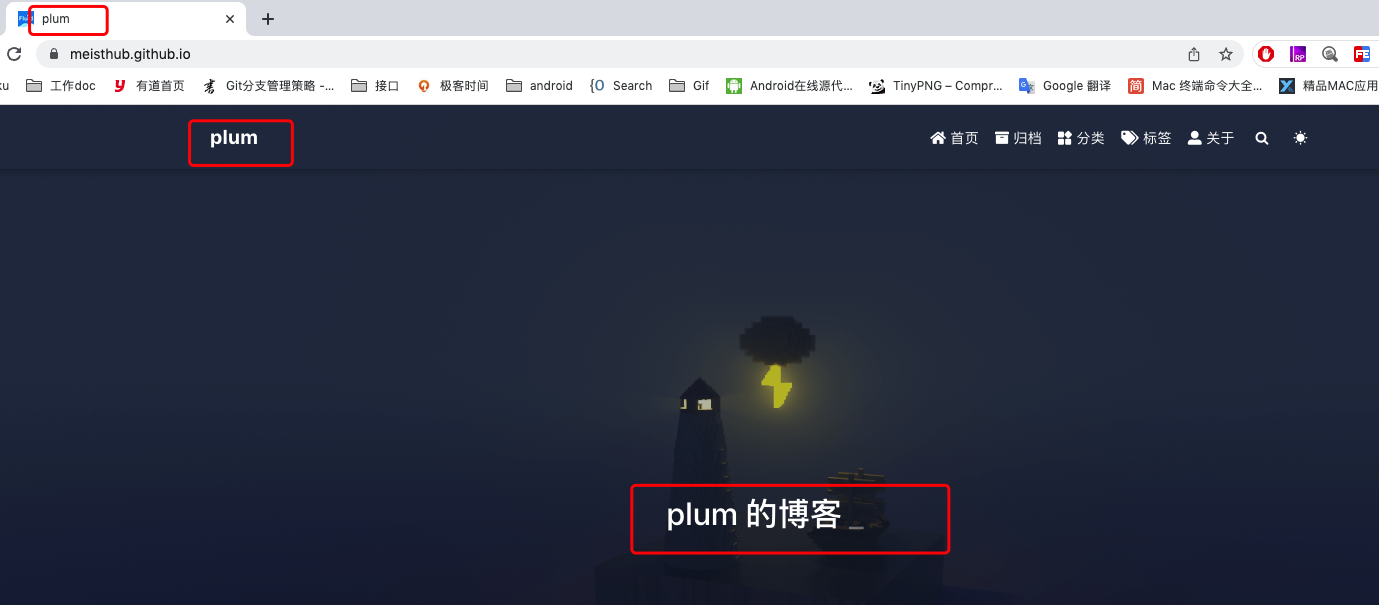 plum
meisthub.github.io
ku 工作doc 有道首页 Git分支管理策略 -... 接口 极客时间 android Search Gif Android在线源代... TinyPNG – Compr... Google 翻译 Mac 终端命令大全... 精品MAC应用
plum 首页 归档 分类 标签 关于
plum 的博客 _